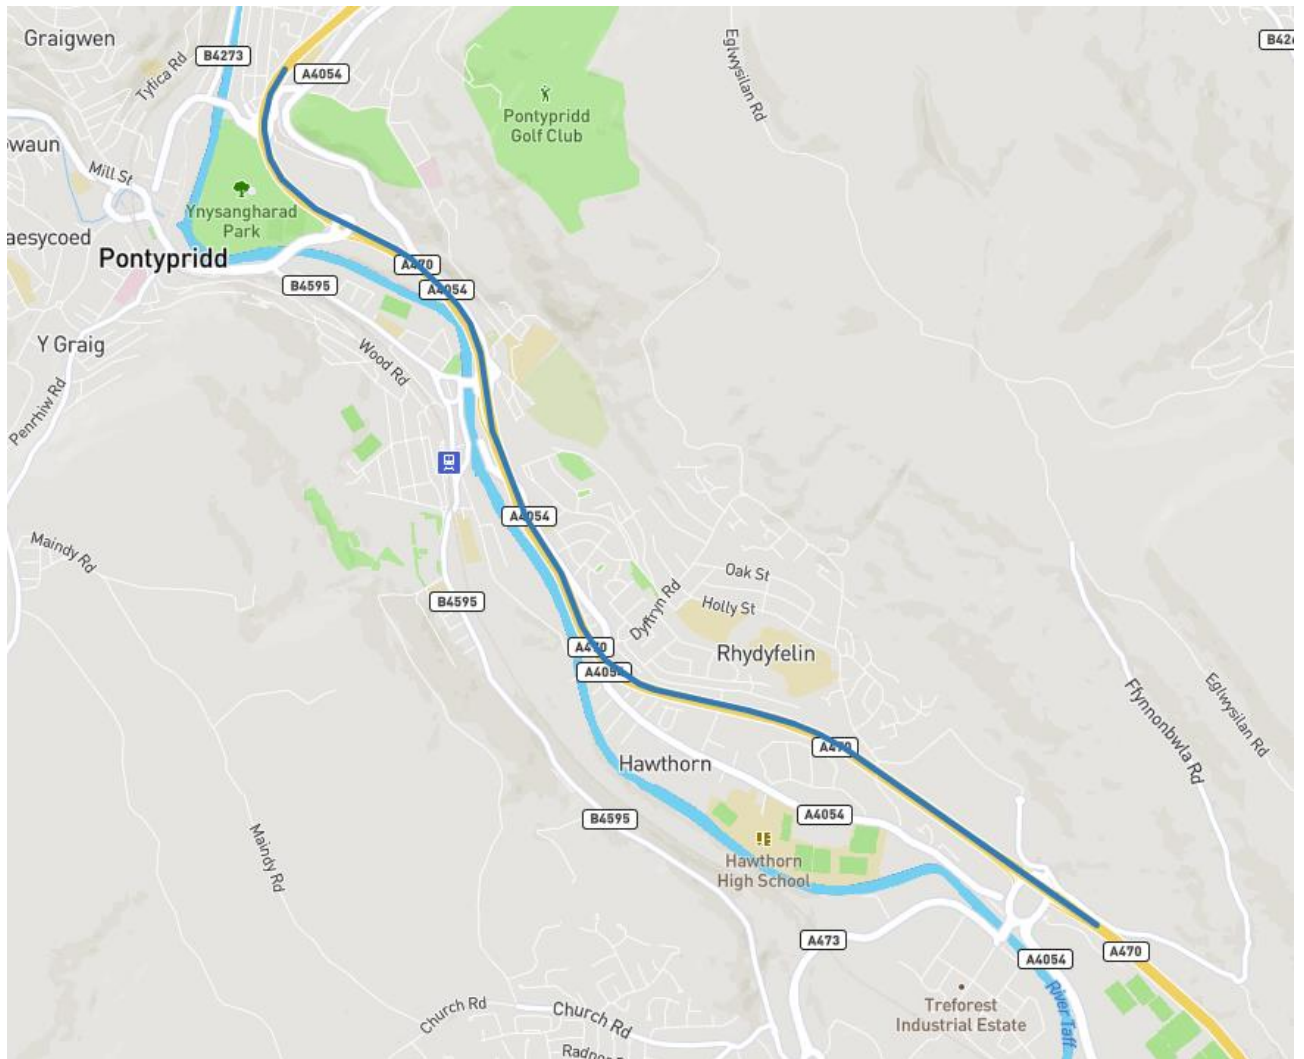 Graigwen
B4273
Tyfica Rd
A4054
Eglwysilan Rd
Pontypridd
Golf Club
Mill St
Ynysangharad
Park
Pontypridd
A470
A4054
B4595
Y Graig
Wood Rd
Penrhiw Rd
A4054
Maindy Rd
Oak St
Holly St
Dyffryn Rd
B4595
A470
A4054
Rhydyfelin
Ffynnonbwla Rd
Eglwysilan Rd
A470
Hawthorn
B4595
A4054
Maindy Rd
Hawthorn
High School
A473
A4054
A470
River Taff
Treforest
Industrial Estate
Church Rd
Church Rd